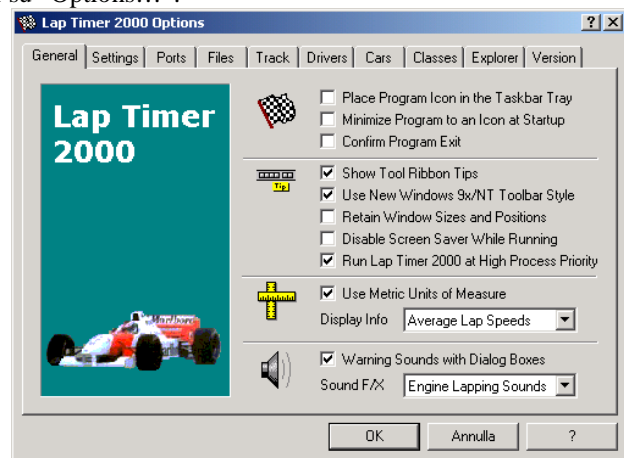 su "Options…".
Lap Timer 2000 Options
General Settings Ports Files Track Drivers Cars Classes Explorer Version
Lap Timer
2000
Marlboro
Place Program Icon in the Taskbar Tray
Minimize Program to an Icon at Startup
Confirm Program Exit
Tip
Show Tool Ribbon Tips
Use New Windows 9x/NT Toolbar Style
Retain Window Sizes and Positions
Disable Screen Saver While Running
Run Lap Timer 2000 at High Process Priority
Use Metric Units of Measure
Display Info Average Lap Speeds
Warning Sounds with Dialog Boxes
Sound F/X Engine Lapping Sounds
OK Annulla ?